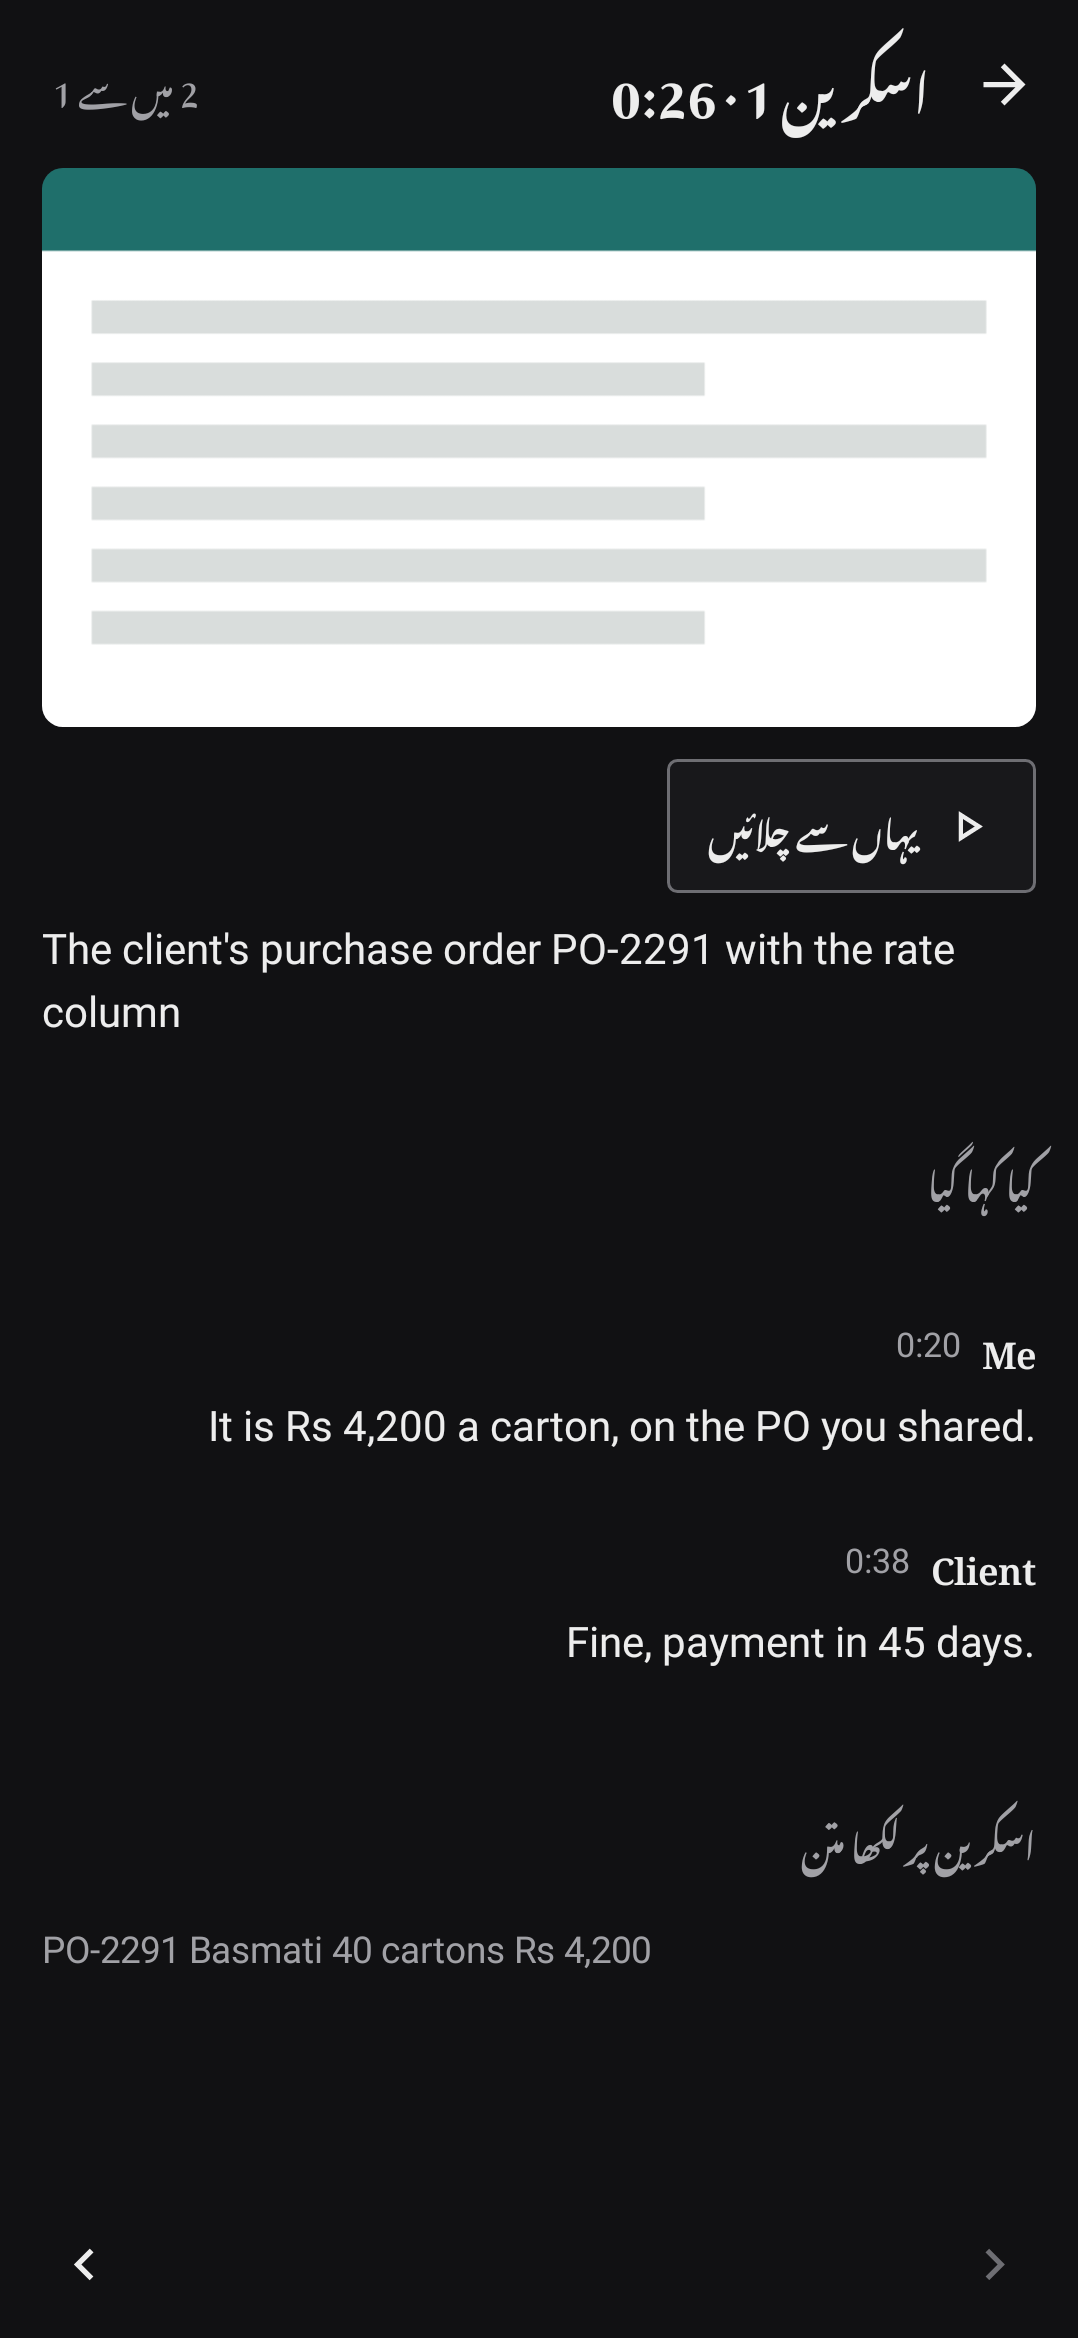 اسکرین 1 · 0:26
2 میں سے 1
یہاں سے چلائیں
The client's purchase order PO-2291 with the rate
column
کیا کہا گیا
Me 0:20
It is Rs 4,200 a carton, on the PO you shared.
Client 0:38
Fine, payment in 45 days.
اسکرین پر لکھا متن
PO-2291 Basmati 40 cartons Rs 4,200